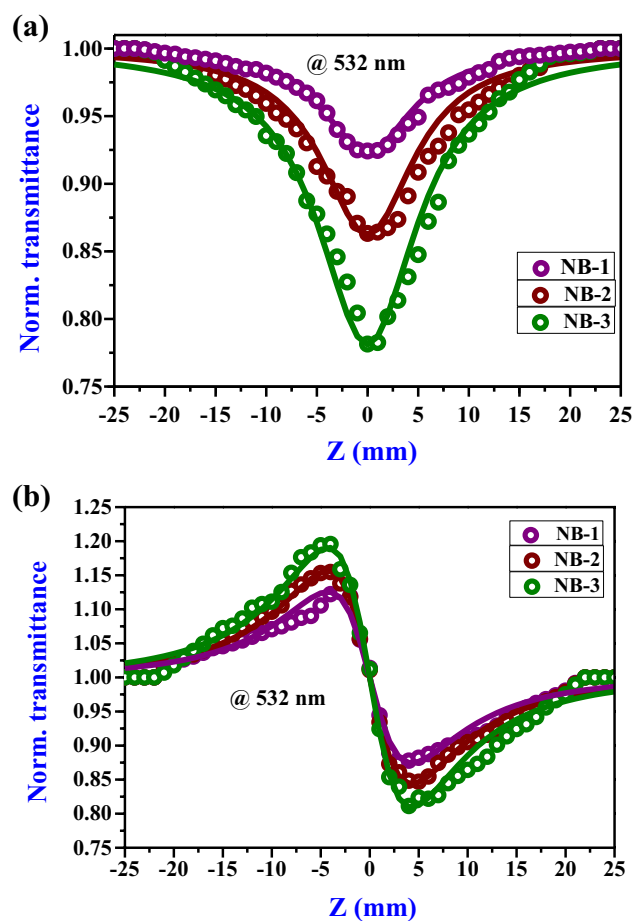 (a)
1.00
0.95
0.90
0.85
0.80
0.75
Norm. transmittance
@ 532 nm
NB-1
NB-2
NB-3
-25 -20 -15 -10 -5 0 5 10 15 20 25
Z (mm)
(b)
1.25
1.20
1.15
1.10
1.05
1.00
0.95
0.90
0.85
0.80
0.75
Norm. transmittance
NB-1
NB-2
NB-3
@ 532 nm
-25 -20 -15 -10 -5 0 5 10 15 20 25
Z (mm)